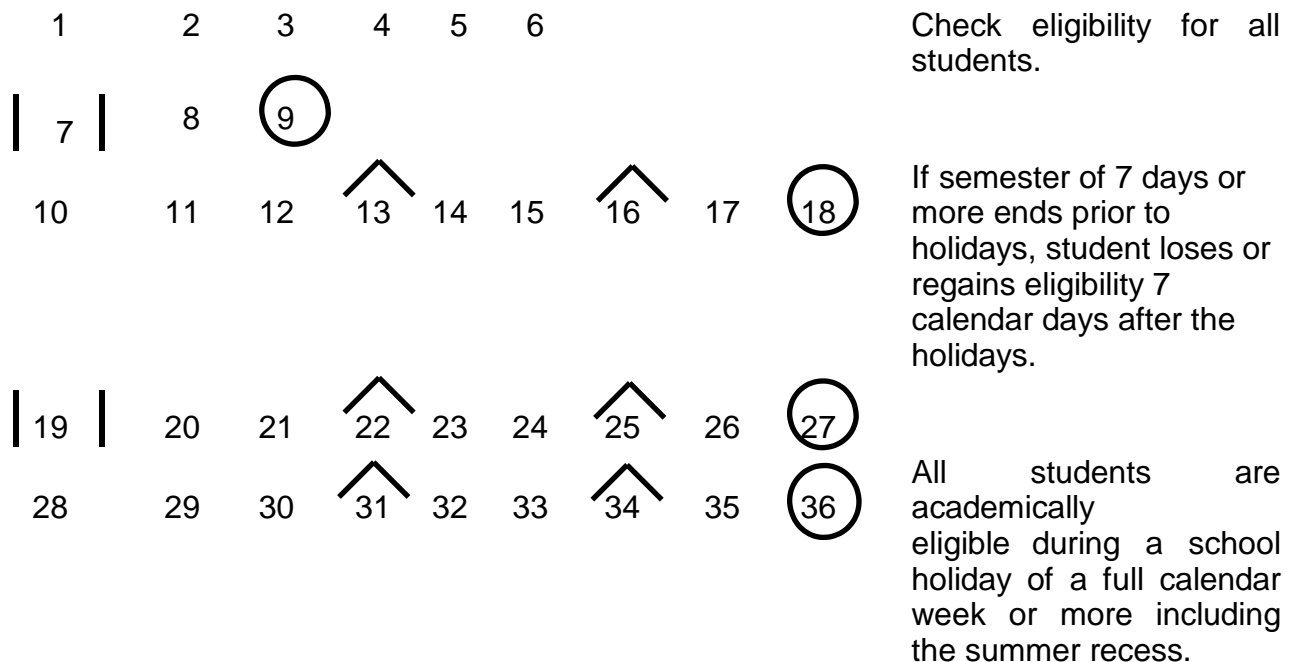 1 2 3 4 5 6
Check eligibility for all
students.
7 8 9
10 11 12 13 14 15 16 17 18
If semester of 7 days or
more ends prior to
holidays, student loses or
regains eligibility 7
calendar days after the
holidays.
19 20 21 22 23 24 25 26 27
28 29 30 31 32 33 34 35 36
All students are
academically
eligible during a school
holiday of a full calendar
week or more including
the summer recess.